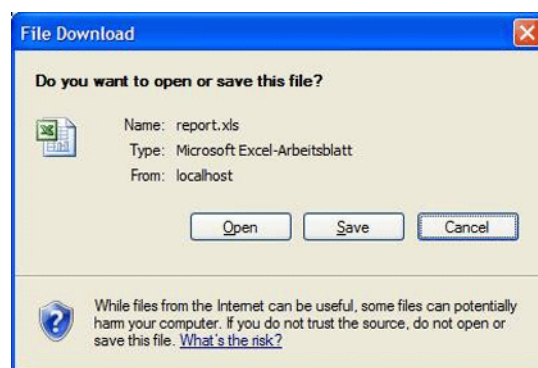 File Download
Do you want to open or save this file?
Name: report.xls
Type: Microsoft Excel-Arbeitsblatt
From: localhost
Open Save Cancel
While files from the Internet can be useful, some files can potentially
harm your computer. If you do not trust the source, do not open or
save this file. What's the risk?